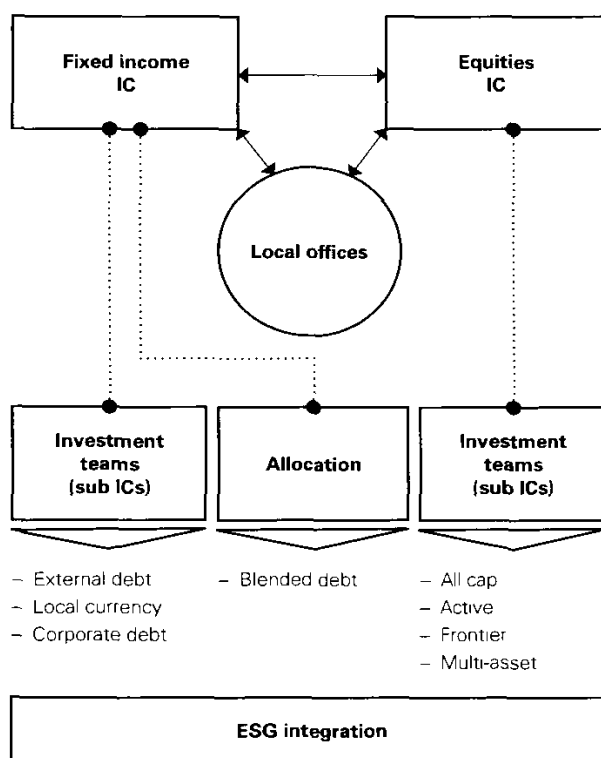 Fixed income
IC
Equities
IC
Local offices
Investment
teams
(sub ICs)
Allocation
Investment
teams
(sub ICs)
– External debt
– Local currency
– Corporate debt
– Blended debt
– All cap
– Active
– Frontier
– Multi-asset
ESG integration